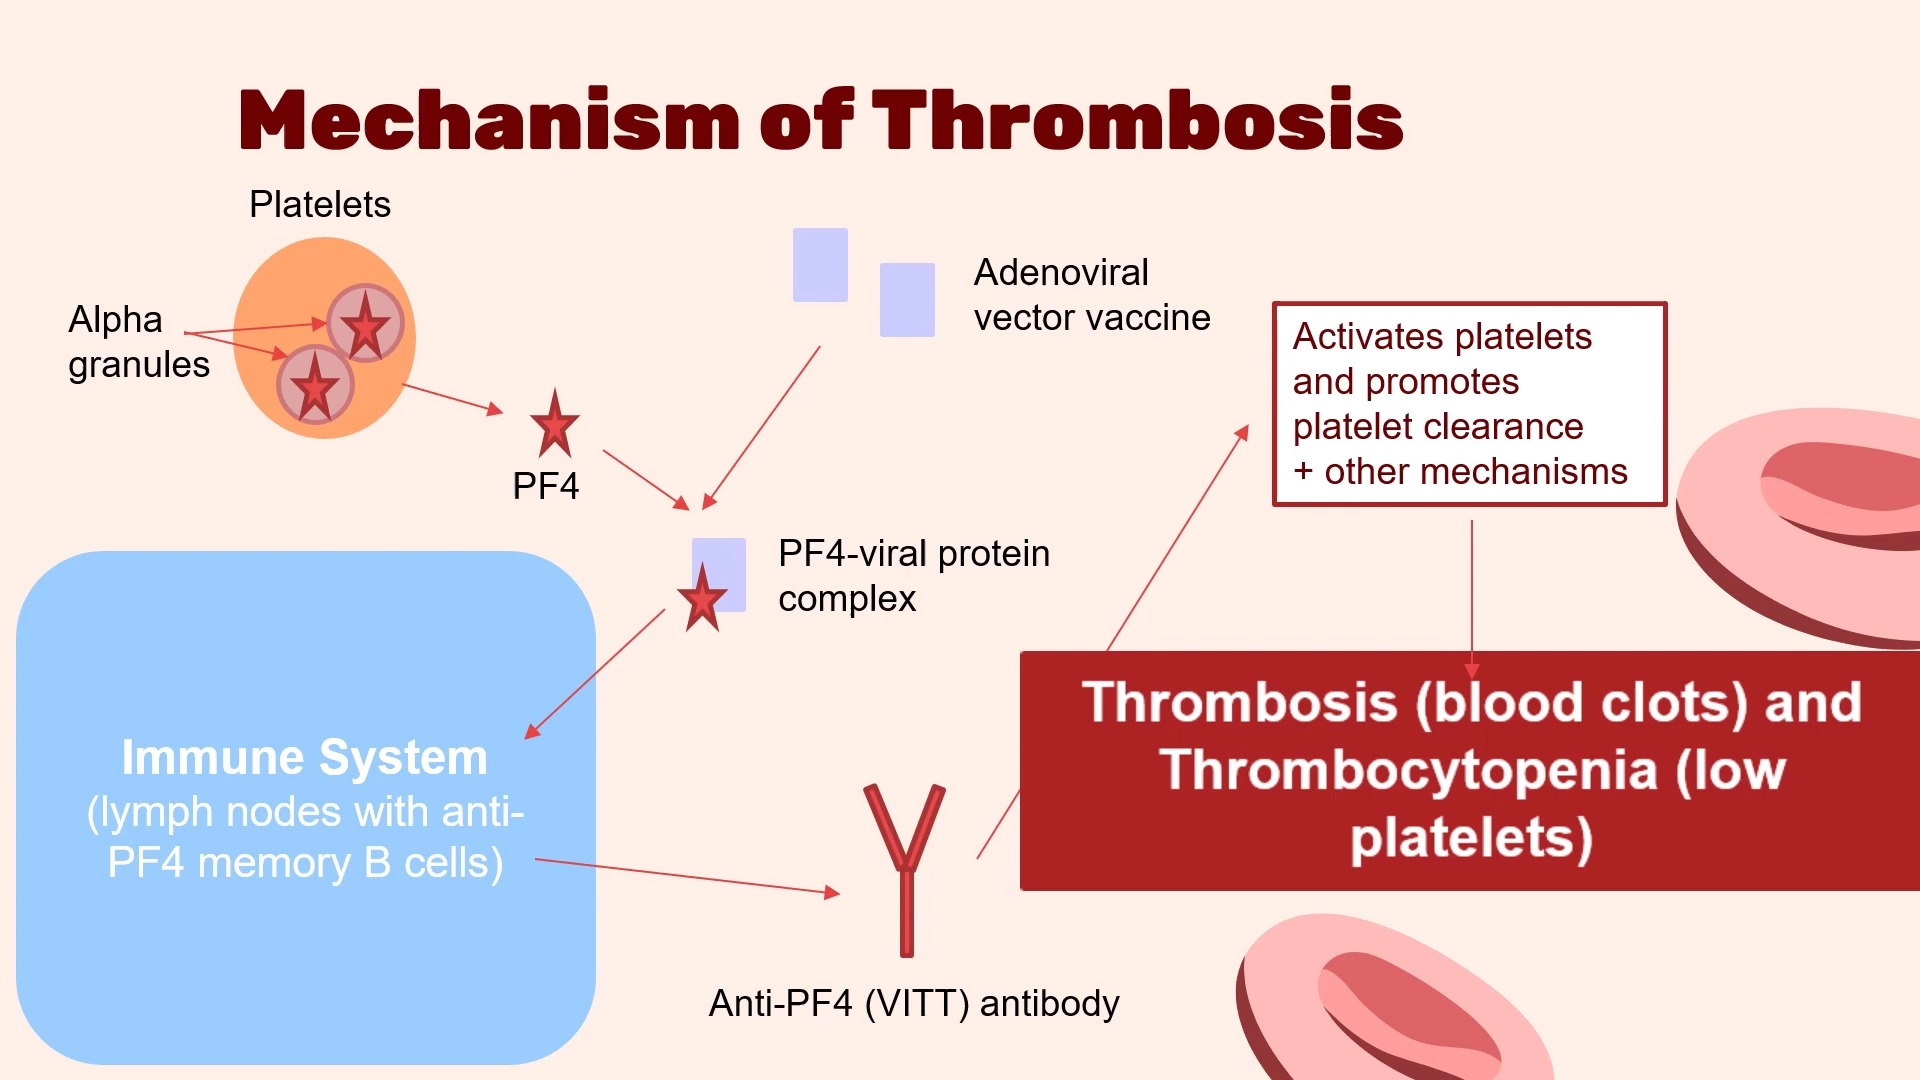 Mechanism of Thrombosis
Platelets
Alpha
granules
PF4
Adenoviral
vector vaccine
PF4-viral protein
complex
Immune System
(lymph nodes with anti-
PF4 memory B cells)
Anti-PF4 (VITT) antibody
Activates platelets
and promotes
platelet clearance
+ other mechanisms
Thrombosis (blood clots) and
Thrombocytopenia (low
platelets)